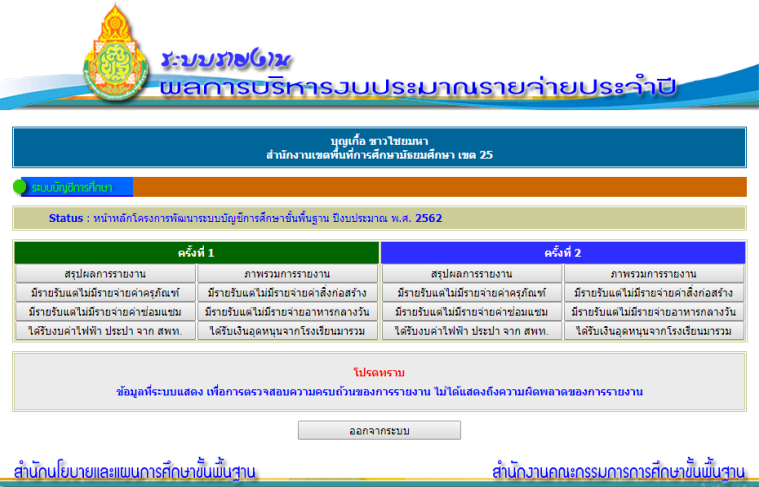 ระบบรายงาน
ผลการบริหารงบประมาณรายจ่ายประจำปี
บุญเกื้อ ขาวไชยมหา
สำนักงานเขตพื้นที่การศึกษามัธยมศึกษา เขต 25
ระบบบัญชีการศึกษา
Status : หน้าหลักโครงการพัฒนาระบบบัญชีการศึกษาขั้นพื้นฐาน ปีงบประมาณ พ.ศ. 2562
ครั้งที่ 1 ครั้งที่ 2
สรุปผลการรายงาน ภาพรวมการรายงาน สรุปผลการรายงาน ภาพรวมการรายงาน
มีรายรับแต่ไม่มีรายจ่ายค่าครุภัณฑ์ มีรายรับแต่ไม่มีรายจ่ายค่าสิ่งก่อสร้าง มีรายรับแต่ไม่มีรายจ่ายค่าครุภัณฑ์ มีรายรับแต่ไม่มีรายจ่ายค่าสิ่งก่อสร้าง
มีรายรับแต่ไม่มีรายจ่ายค่าซ่อมแซม มีรายรับแต่ไม่มีรายจ่ายอาหารกลางวัน มีรายรับแต่ไม่มีรายจ่ายค่าซ่อมแซม มีรายรับแต่ไม่มีรายจ่ายอาหารกลางวัน
ได้รับงบค่าไฟฟ้า ประปา จาก สพท. ได้รับเงินอุดหนุนจากโรงเรียนมารวม ได้รับงบค่าไฟฟ้า ประปา จาก สพท. ได้รับเงินอุดหนุนจากโรงเรียนมารวม
โปรดทราบ
ข้อมูลที่ระบบแสดง เพื่อการตรวจสอบความครบถ้วนของการรายงาน ไม่ได้แสดงถึงความผิดพลาดของการรายงาน
ออกจากระบบ
สำนักนโยบายและแผนการศึกษาขั้นพื้นฐาน สำนักงานคณะกรรมการการศึกษาขั้นพื้นฐาน